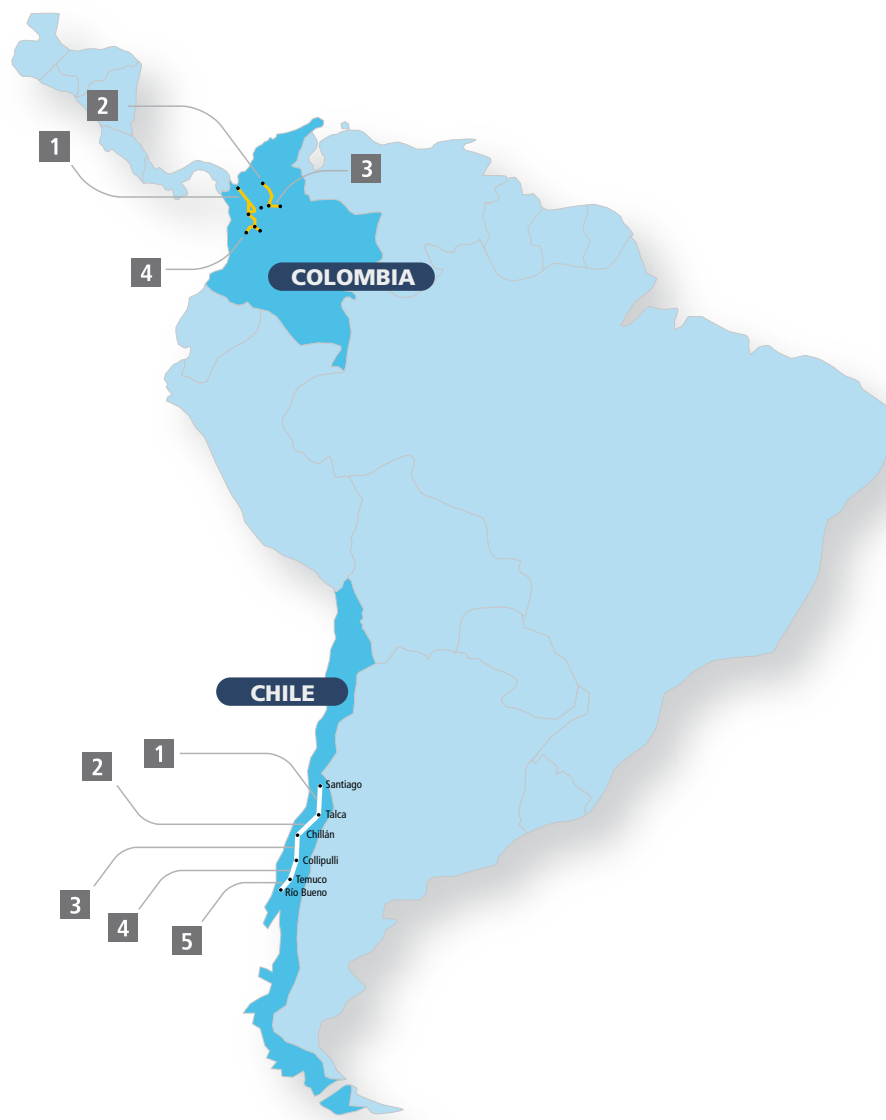 2
1
3
4
COLOMBIA
CHILE
1
2
Santiago
Talca
Chillán
Collipulli
Temuco
Río Bueno
3
4
5